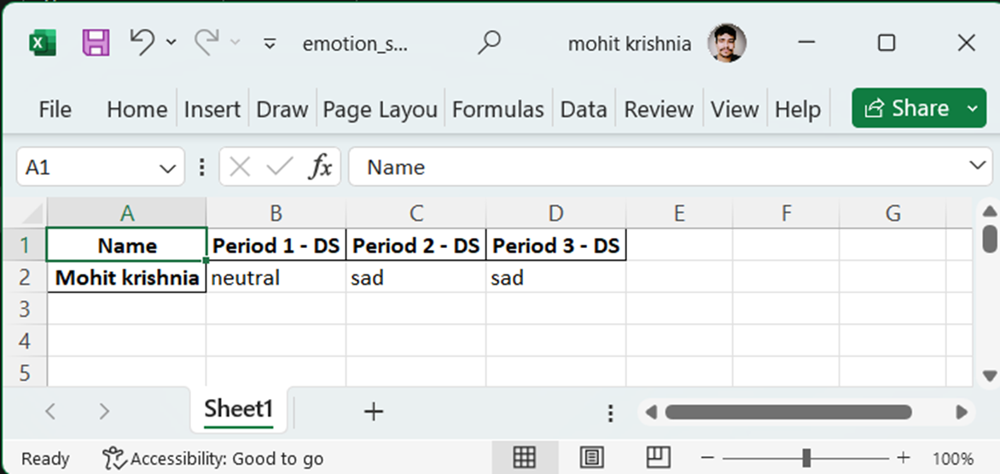 emotion_s... mohit krishnia
File Home Insert Draw Page Layou Formulas Data Review View Help Share
A1 fx Name
A B C D E F G
1 Name Period 1 - DS Period 2 - DS Period 3 - DS
2 Mohit krishnia neutral sad sad
3
4
5
Sheet1
Ready Accessibility: Good to go 100%